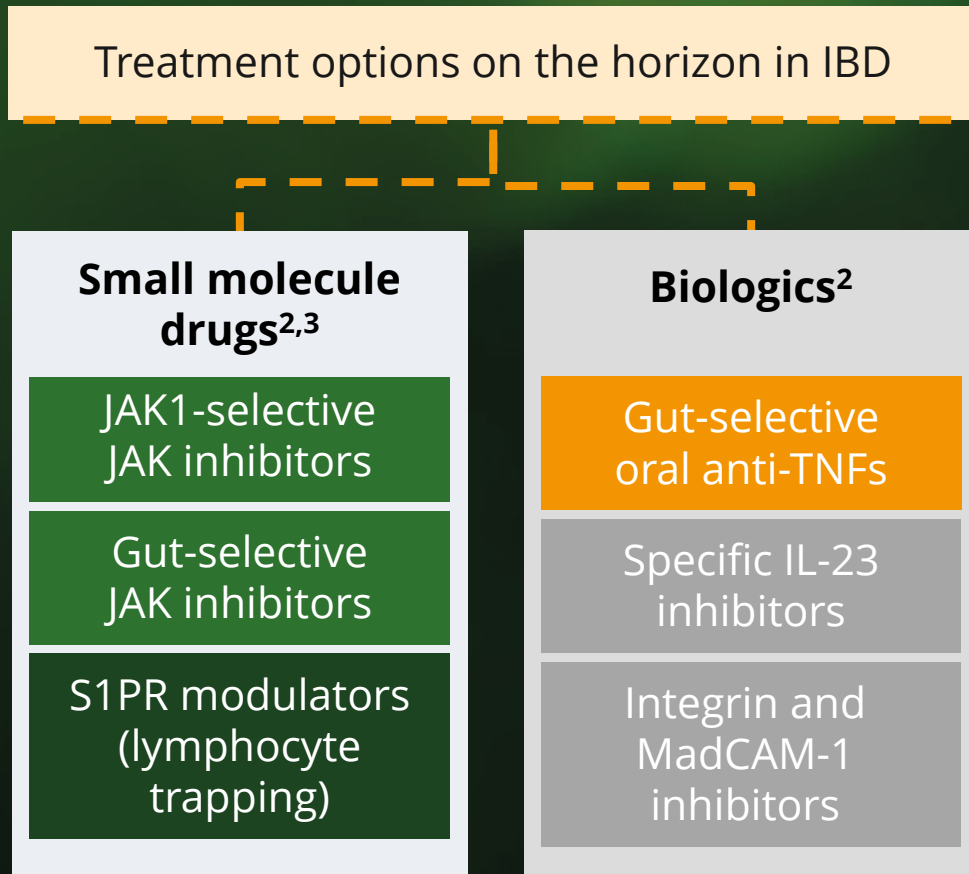 Treatment options on the horizon in IBD
Small molecule
drugs²,³
JAK1-selective
JAK inhibitors
Gut-selective
JAK inhibitors
S1PR modulators
(lymphocyte
trapping)
Biologics²
Gut-selective
oral anti-TNFs
Specific IL-23
inhibitors
Integrin and
MadCAM-1
inhibitors